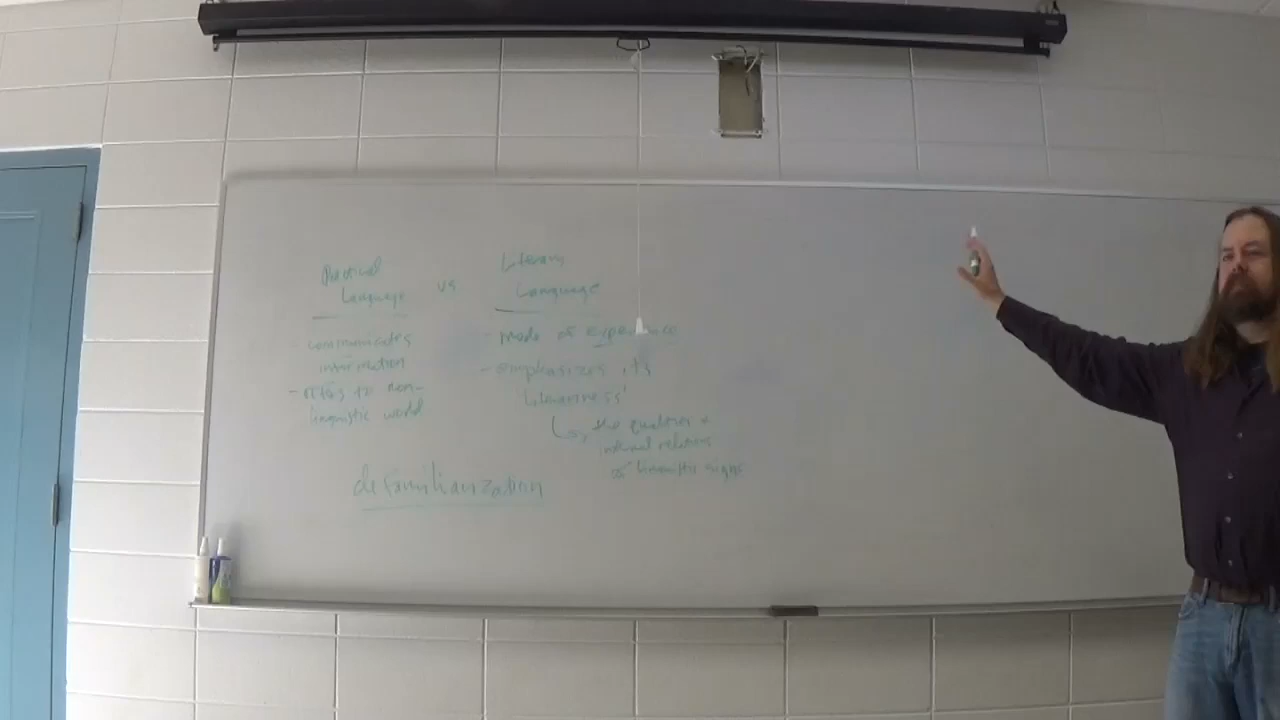 Practical
Language
vs
Literary
Language
communicates
information
- refers to non-
linguistic world
- mode of experience
- emphasizes its
'literariness'
↳ the qualities &
internal relations
of linguistic signs
defamiliarization